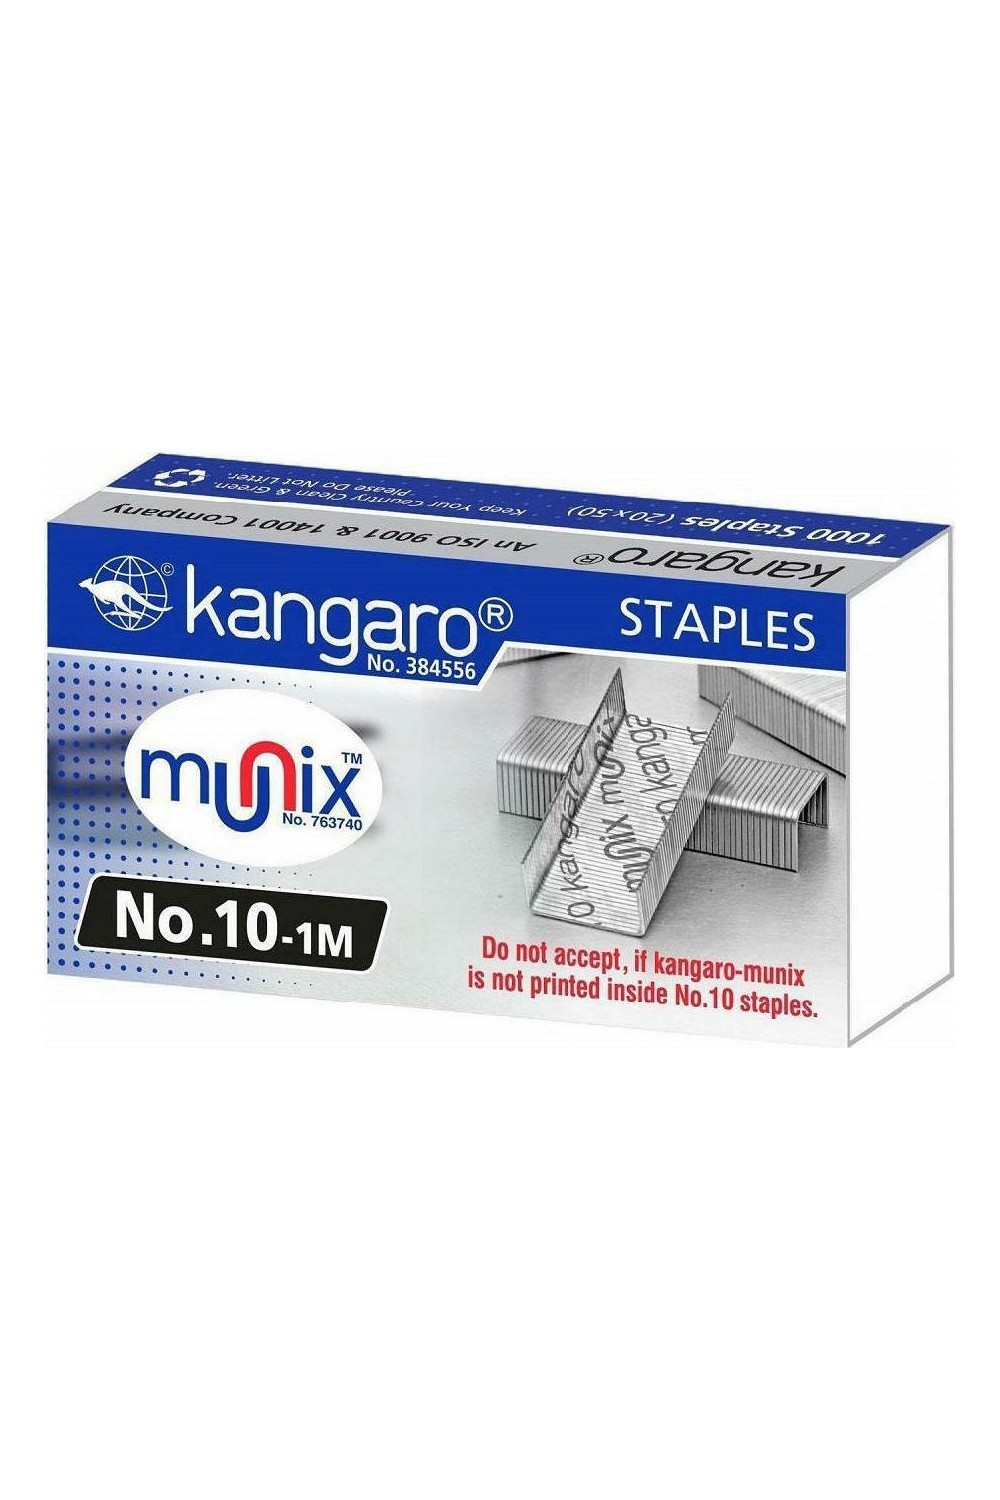 Keep Your Country Clean & Green.
Please Do Not Litter.
1000 Staples (20x50)
An ISO 9001 & 14001 Company
kangaro®
©
kangaro®
No. 384556
STAPLES
munix™
No. 763740
No.10-1M
munix munix
Do not accept, if kangaro-munix
is not printed inside No.10 staples.